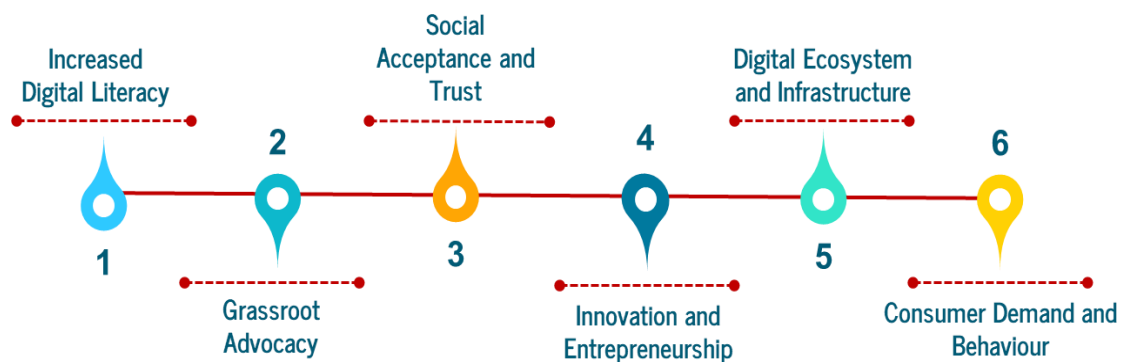 Increased
Digital Literacy
1
2
Grassroot
Advocacy
Social
Acceptance and
Trust
3
4
Innovation and
Entrepreneurship
Digital Ecosystem
and Infrastructure
5
6
Consumer Demand and
Behaviour